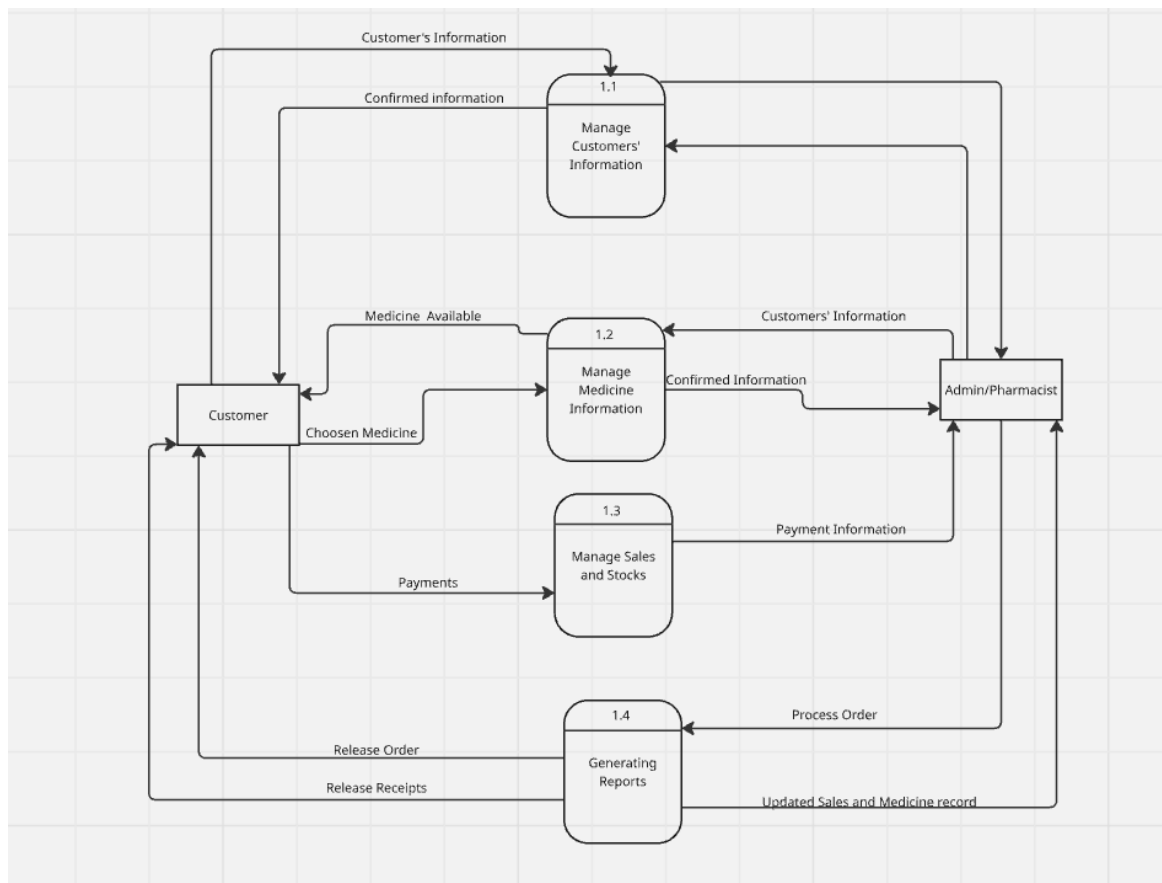 Customer's Information
1.1
Confirmed information
Manage
Customers'
Information
Medicine  Available
Customers' Information
1.2
Manage
Medicine
Information
Confirmed Information
Admin/Pharmacist
Customer
Choosen Medicine
1.3
Payment Information
Manage Sales
and Stocks
Payments
1.4
Process Order
Release Order
Generating
Reports
Release Receipts
Updated Sales and Medicine record